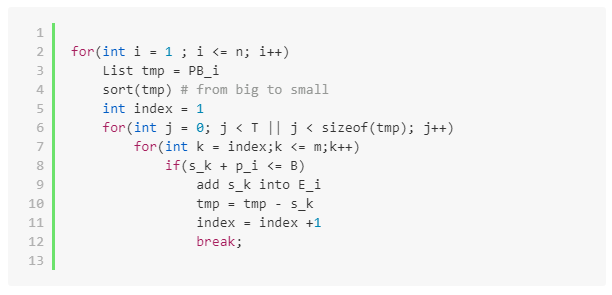 1
2 for(int i = 1 ; i <= n; i++)
3     List tmp = PB_i
4     sort(tmp) # from big to small
5     int index = 1
6     for(int j = 0; j < T || j < sizeof(tmp); j++)
7         for(int k = index;k <= m;k++)
8             if(s_k + p_i <= B)
9                 add s_k into E_i
10                 tmp = tmp - s_k
11                 index = index +1
12                 break;
13